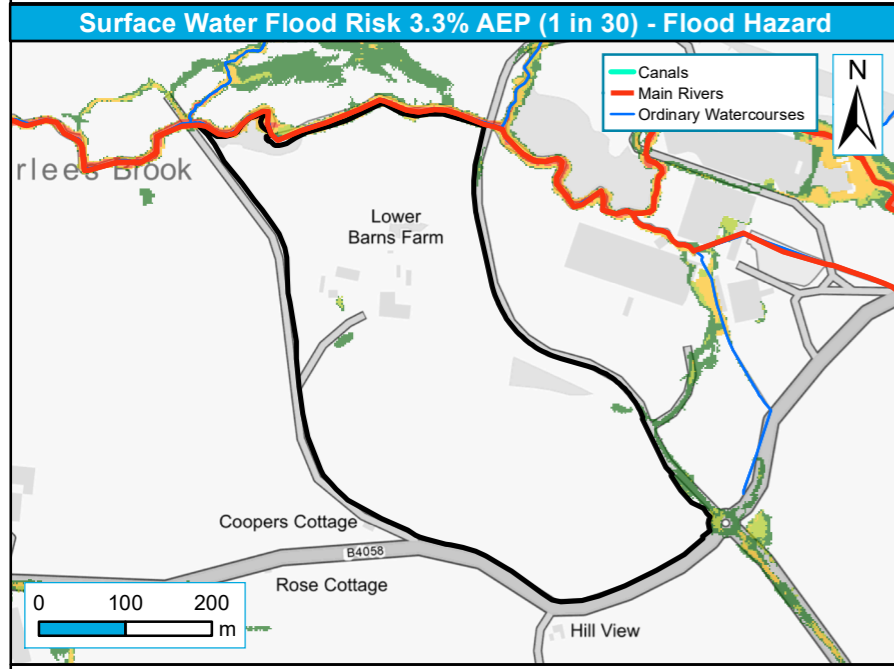 Surface Water Flood Risk 3.3% AEP (1 in 30) - Flood Hazard
Canals
Main Rivers
Ordinary Watercourses
N
rlees Brook
Lower
Barns Farm
Coopers Cottage
B4058
Rose Cottage
Hill View
0 100 200
m